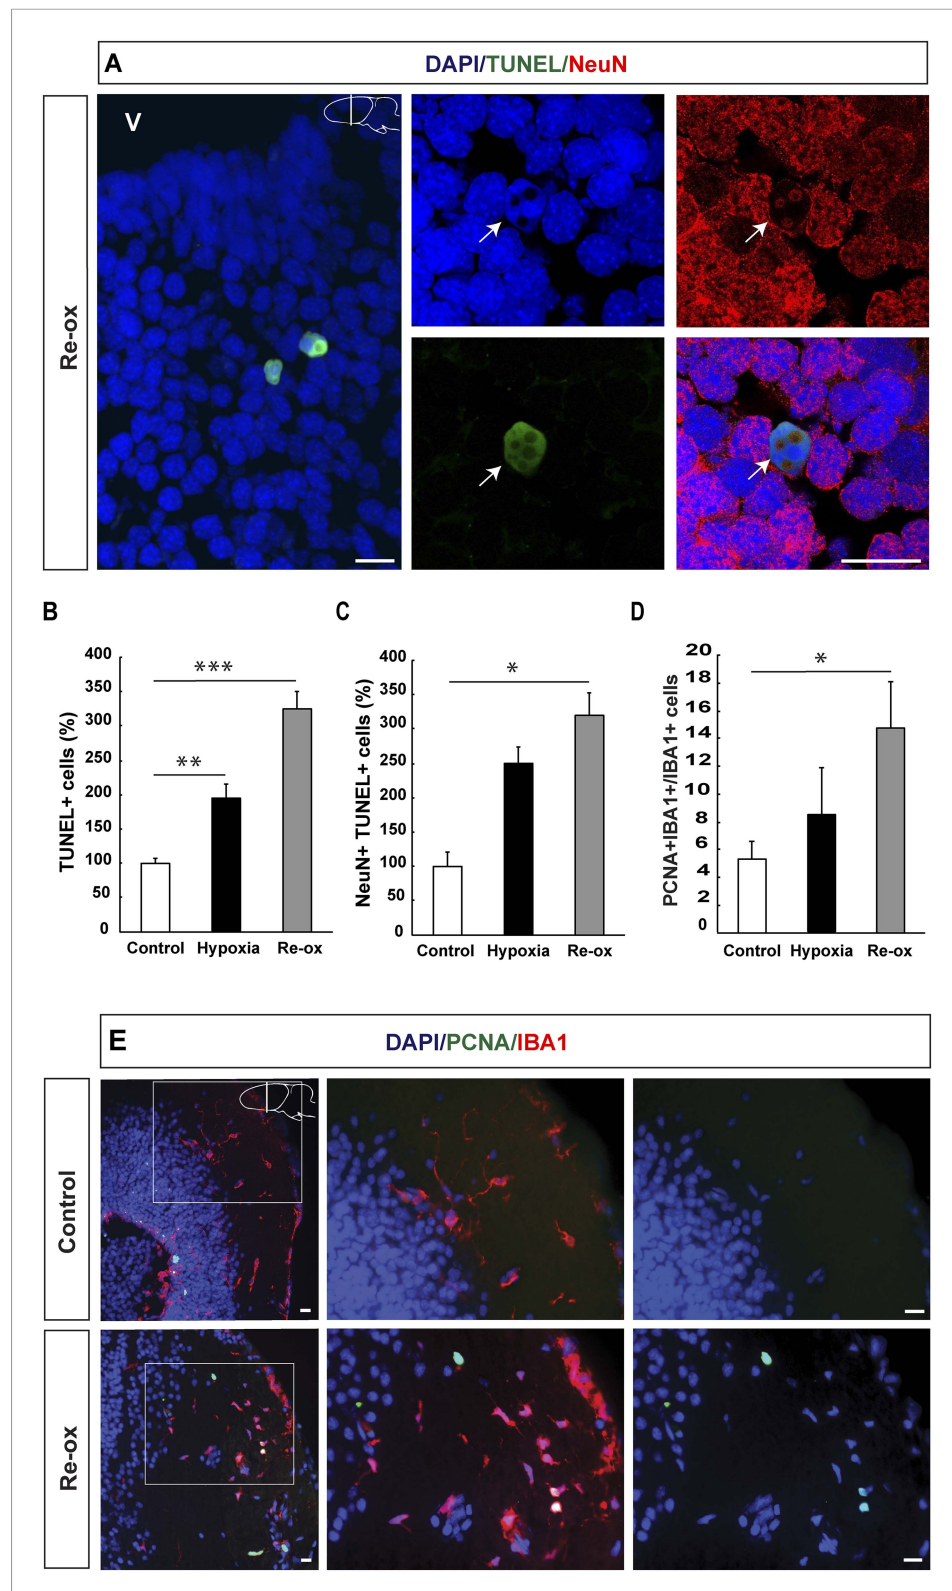 A
DAPI/TUNEL/NeuN
Re-ox
V
B
C
D
TUNEL+ cells (%)
400
350
300
250
200
150
100
50
0
***
**
Control Hypoxia Re-ox
NeuN+ TUNEL+ cells (%)
400
350
300
250
200
150
100
50
0
*
Control Hypoxia Re-ox
PCNA+IBA1+/IBA1+ cells
20
18
16
14
12
10
8
6
4
2
0
*
Control Hypoxia Re-ox
E
DAPI/PCNA/IBA1
Control
Re-ox